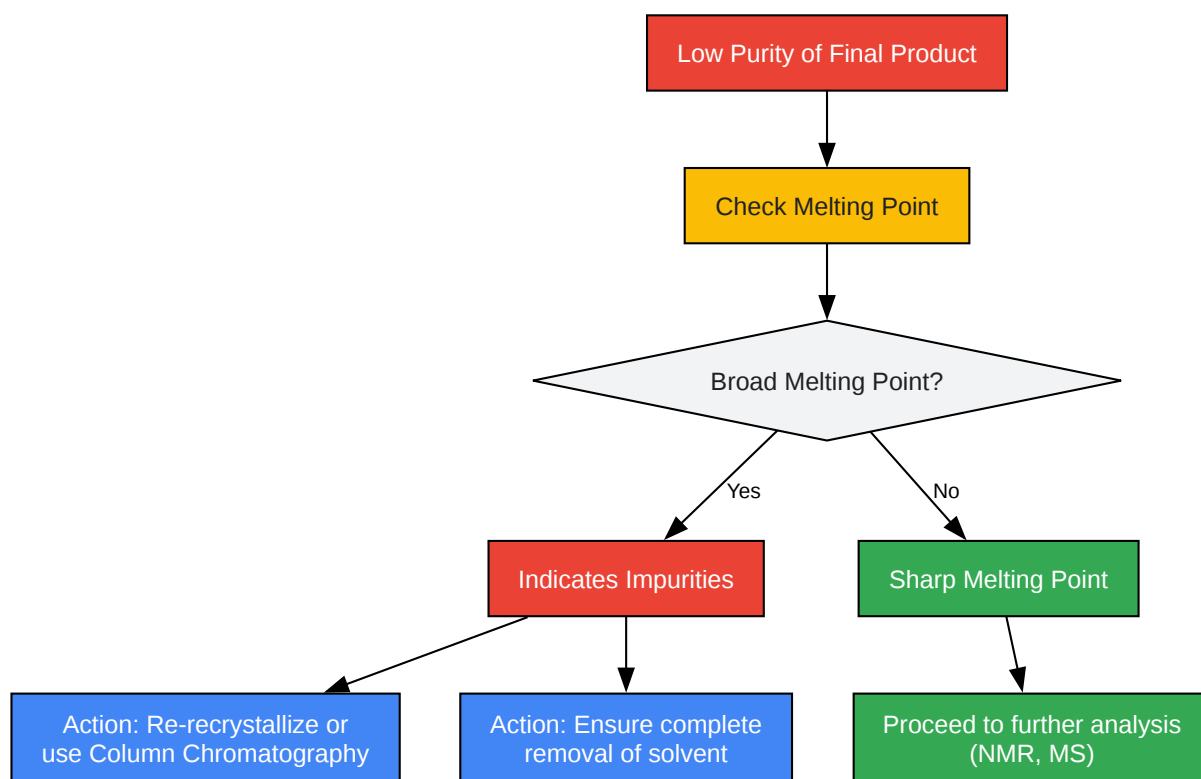 Low Purity of Final Product
Check Melting Point
Broad Melting Point?
Yes
No
Indicates Impurities
Sharp Melting Point
Action: Re-recrystallize or
use Column Chromatography
Action: Ensure complete
removal of solvent
Proceed to further analysis
(NMR, MS)